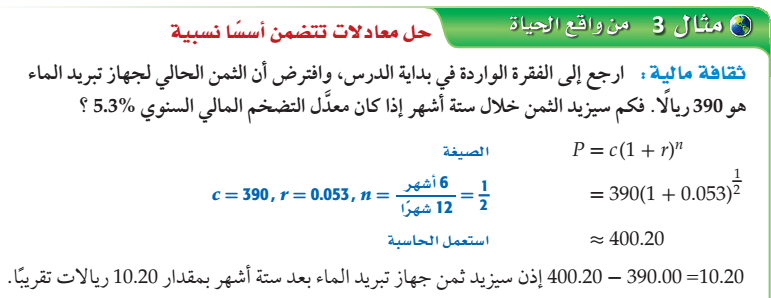 مثال 3 من واقع الحياة حل معادلات تتضمن أسسًا نسبية
ثقافة مالية: ارجع إلى الفقرة الواردة في بداية الدرس، وافترض أن الثمن الحالي لجهاز تبريد الماء
هو 390 ريالًا. فكم سيزيد الثمن خلال ستة أشهر إذا كان معدَّل التضخم المالي السنوي 5.3% ؟
P = c(1 + r)ⁿ الصيغة
= 390(1 + 0.053)^(1/2) c = 390 , r = 0.053 , n = 6 أشهر / 12 شهرًا = 1/2
≈ 400.20 استعمل الحاسبة
400.20 − 390.00 = 10.20 إذن سيزيد ثمن جهاز تبريد الماء بعد ستة أشهر بمقدار 10.20 ريالات تقريبًا.